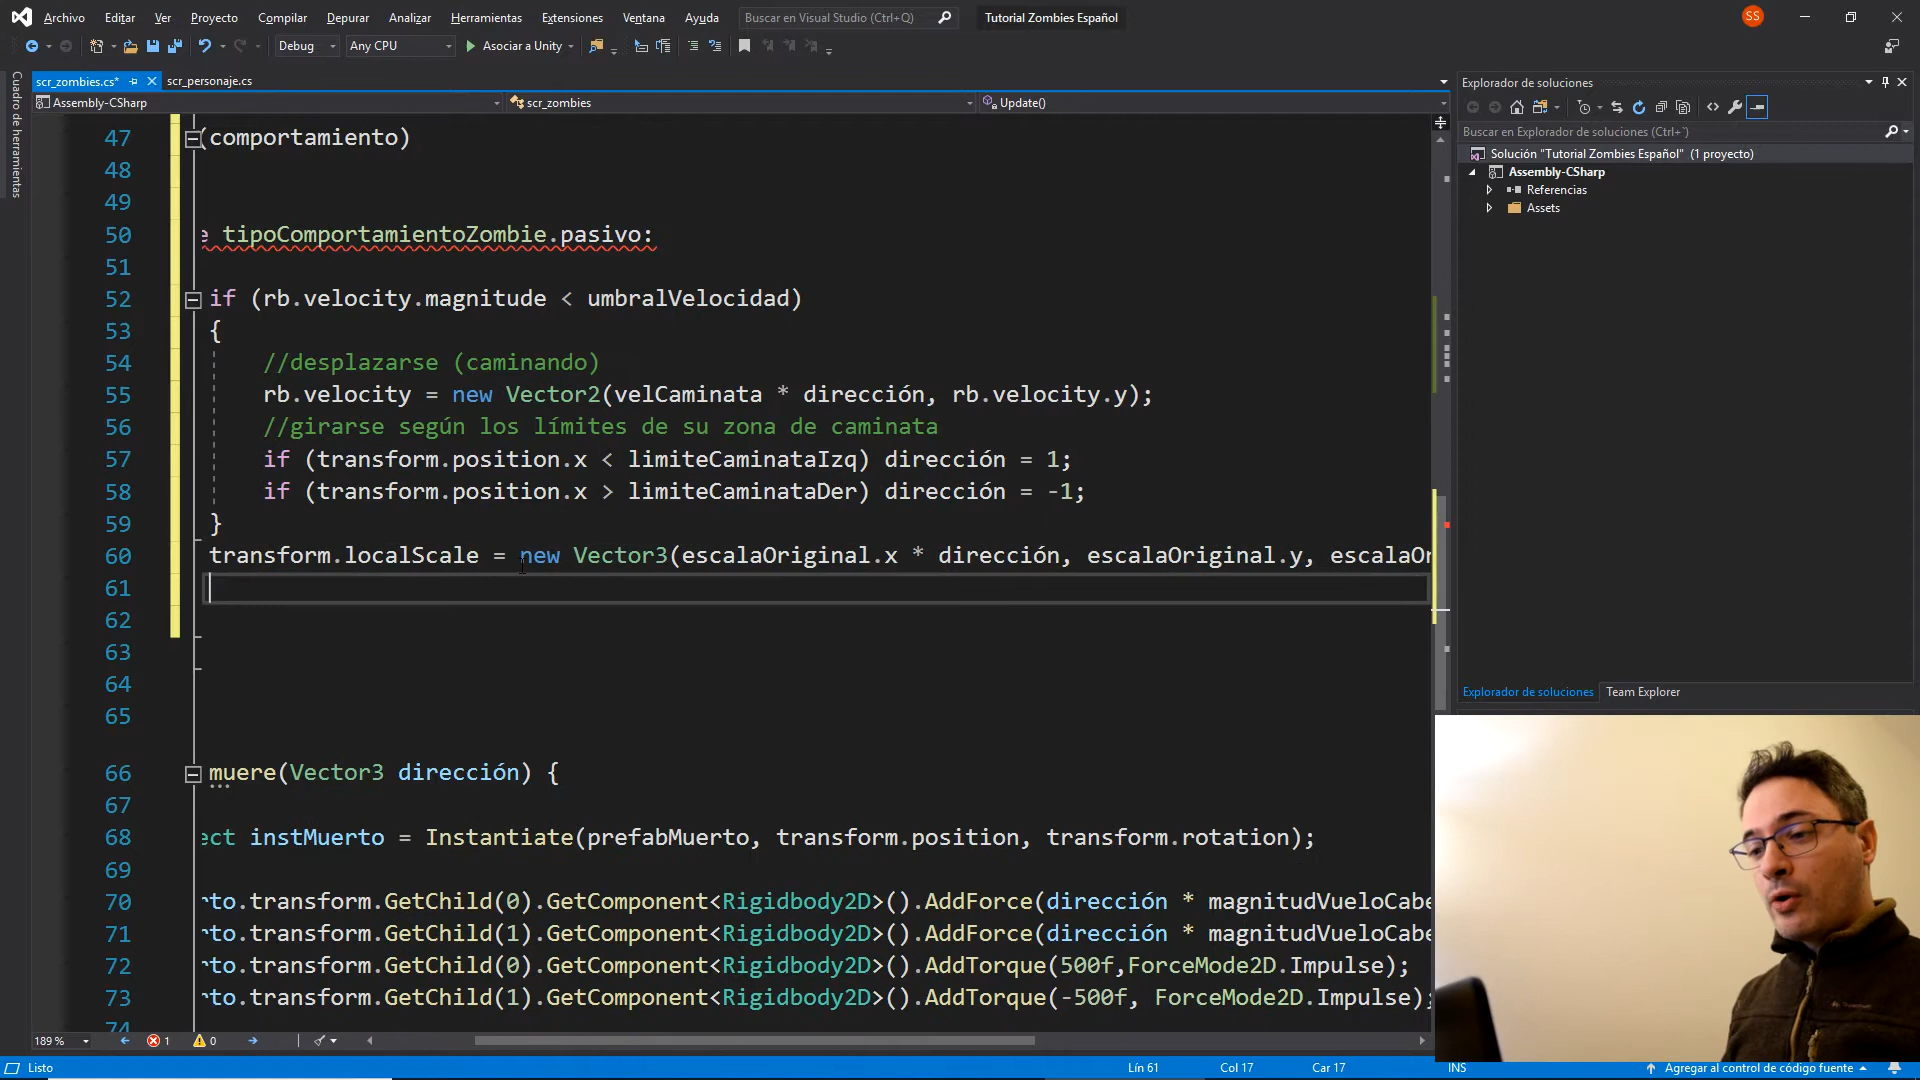 Archivo Editar Ver Proyecto Compilar Depurar Analizar Herramientas Extensiones Ventana Ayuda Buscar en Visual Studio (Ctrl+Q) Tutorial Zombies Español SS
Debug Any CPU Asociar a Unity
scr_zombies.cs* scr_personaje.cs
Assembly-CSharp scr_zombies Update()
Cuadro de herramientas
47 (comportamiento)
48
49
50 e tipoComportamientoZombie.pasivo:
51
52 if (rb.velocity.magnitude < umbralVelocidad)
53 {
54 //desplazarse (caminando)
55 rb.velocity = new Vector2(velCaminata * dirección, rb.velocity.y);
56 //girarse según los límites de su zona de caminata
57 if (transform.position.x < limiteCaminataIzq) dirección = 1;
58 if (transform.position.x > limiteCaminataDer) dirección = -1;
59 }
60 transform.localScale = new Vector3(escalaOriginal.x * dirección, escalaOriginal.y, escalaOr
61
62
63
64
65
66 muere(Vector3 dirección) {
67
68 ect instMuerto = Instantiate(prefabMuerto, transform.position, transform.rotation);
69
70 rto.transform.GetChild(0).GetComponent<Rigidbody2D>().AddForce(dirección * magnitudVueloCabe
71 rto.transform.GetChild(1).GetComponent<Rigidbody2D>().AddForce(dirección * magnitudVueloCabe
72 rto.transform.GetChild(0).GetComponent<Rigidbody2D>().AddTorque(500f,ForceMode2D.Impulse);
73 rto.transform.GetChild(1).GetComponent<Rigidbody2D>().AddTorque(-500f, ForceMode2D.Impulse);
74
189 % 1 0
Listo Lín 61 Col 17 Car 17 INS Agregar al control de código fuente
Explorador de soluciones
Buscar en Explorador de soluciones (Ctrl+`)
Solución "Tutorial Zombies Español" (1 proyecto)
Assembly-CSharp
Referencias
Assets
Explorador de soluciones Team Explorer